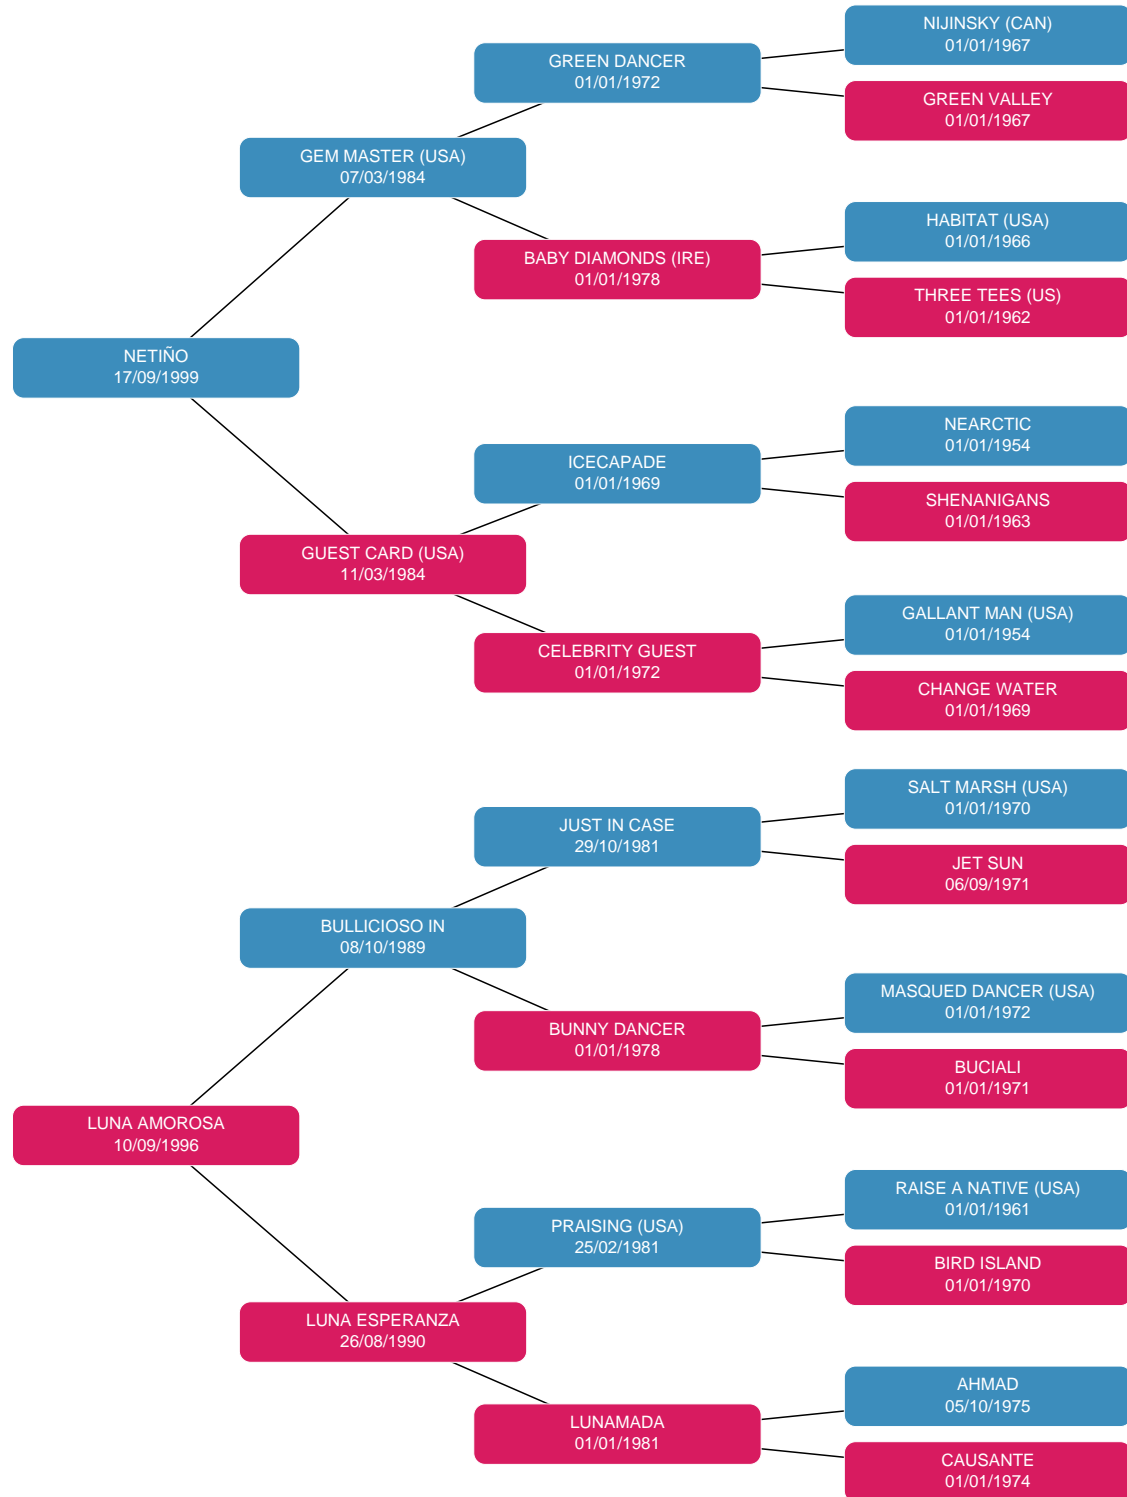 NIJINSKY (CAN)
01/01/1967
GREEN DANCER
01/01/1972
GREEN VALLEY
01/01/1967
GEM MASTER (USA)
07/03/1984
HABITAT (USA)
01/01/1966
BABY DIAMONDS (IRE)
01/01/1978
THREE TEES (US)
01/01/1962
NETIÑO
17/09/1999
NEARCTIC
01/01/1954
ICECAPADE
01/01/1969
SHENANIGANS
01/01/1963
GUEST CARD (USA)
11/03/1984
GALLANT MAN (USA)
01/01/1954
CELEBRITY GUEST
01/01/1972
CHANGE WATER
01/01/1969
SALT MARSH (USA)
01/01/1970
JUST IN CASE
29/10/1981
JET SUN
06/09/1971
BULLICIOSO IN
08/10/1989
MASQUED DANCER (USA)
01/01/1972
BUNNY DANCER
01/01/1978
BUCIALI
01/01/1971
LUNA AMOROSA
10/09/1996
RAISE A NATIVE (USA)
01/01/1961
PRAISING (USA)
25/02/1981
BIRD ISLAND
01/01/1970
LUNA ESPERANZA
26/08/1990
AHMAD
05/10/1975
LUNAMADA
01/01/1981
CAUSANTE
01/01/1974